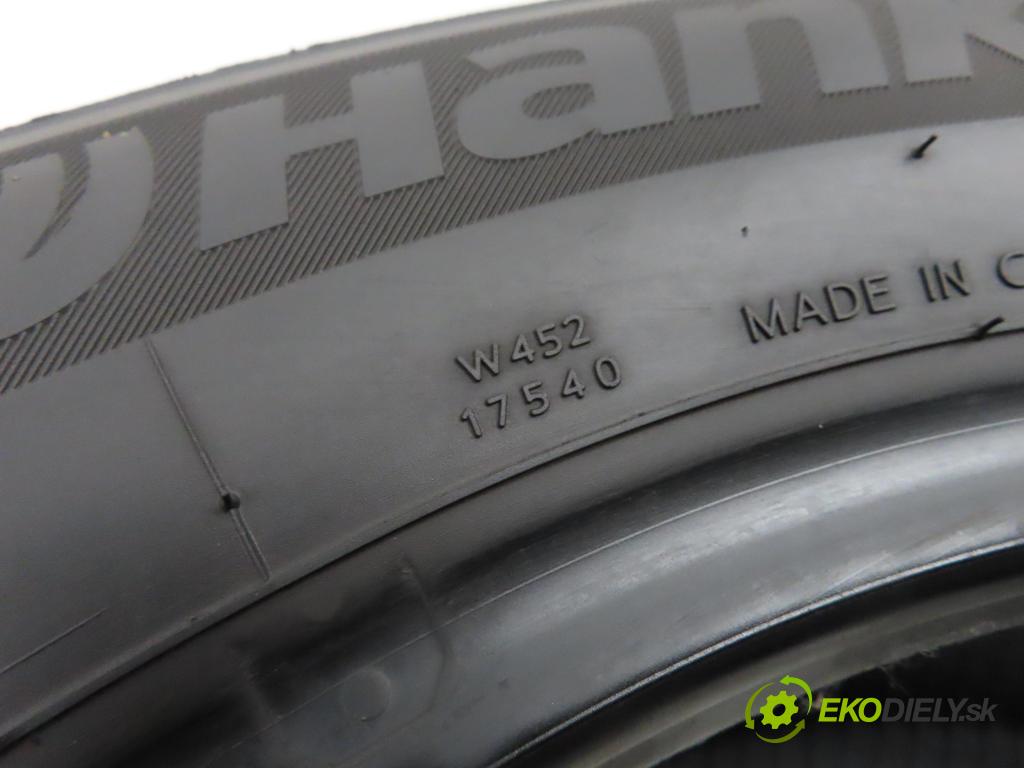 Hank
W452
17540
MADE IN C
EKODIELY.sk